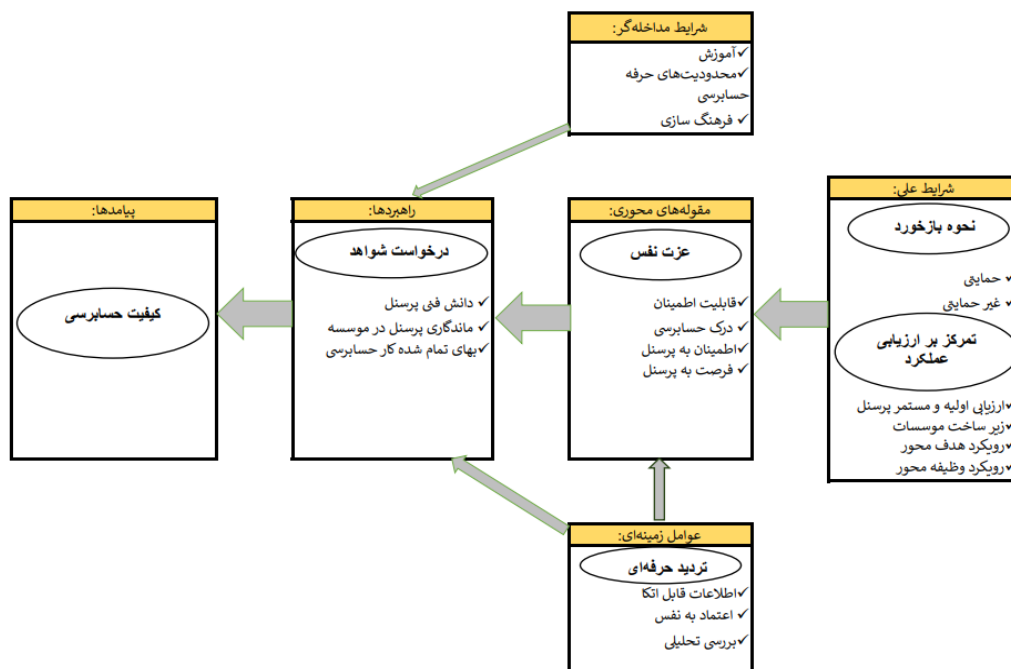 شرایط مداخله‌گر:
✓آموزش
✓محدودیت‌های حرفه
حسابرسی
✓ فرهنگ سازی
شرایط علی:
نحوه بازخورد
✓ حمایتی
✓ غیر حمایتی
تمرکز بر ارزیابی
عملکرد
✓ارزیابی اولیه و مستمر پرسنل
✓زیر ساخت موسسات
✓رویکرد هدف محور
✓رویکرد وظیفه محور
مقوله‌های محوری:
عزت نفس
✓قابلیت اطمینان
✓ درک حسابرسی
✓اطمینان به پرسنل
✓ فرصت به پرسنل
راهبردها:
درخواست شواهد
✓ دانش فنی پرسنل
✓ ماندگاری پرسنل در موسسه
✓بهای تمام شده کار حسابرسی
پیامدها:
کیفیت حسابرسی
عوامل زمینه‌ای:
تردید حرفه‌ای
✓اطلاعات قابل اتکا
✓ اعتماد به نفس
✓بررسی تحلیلی